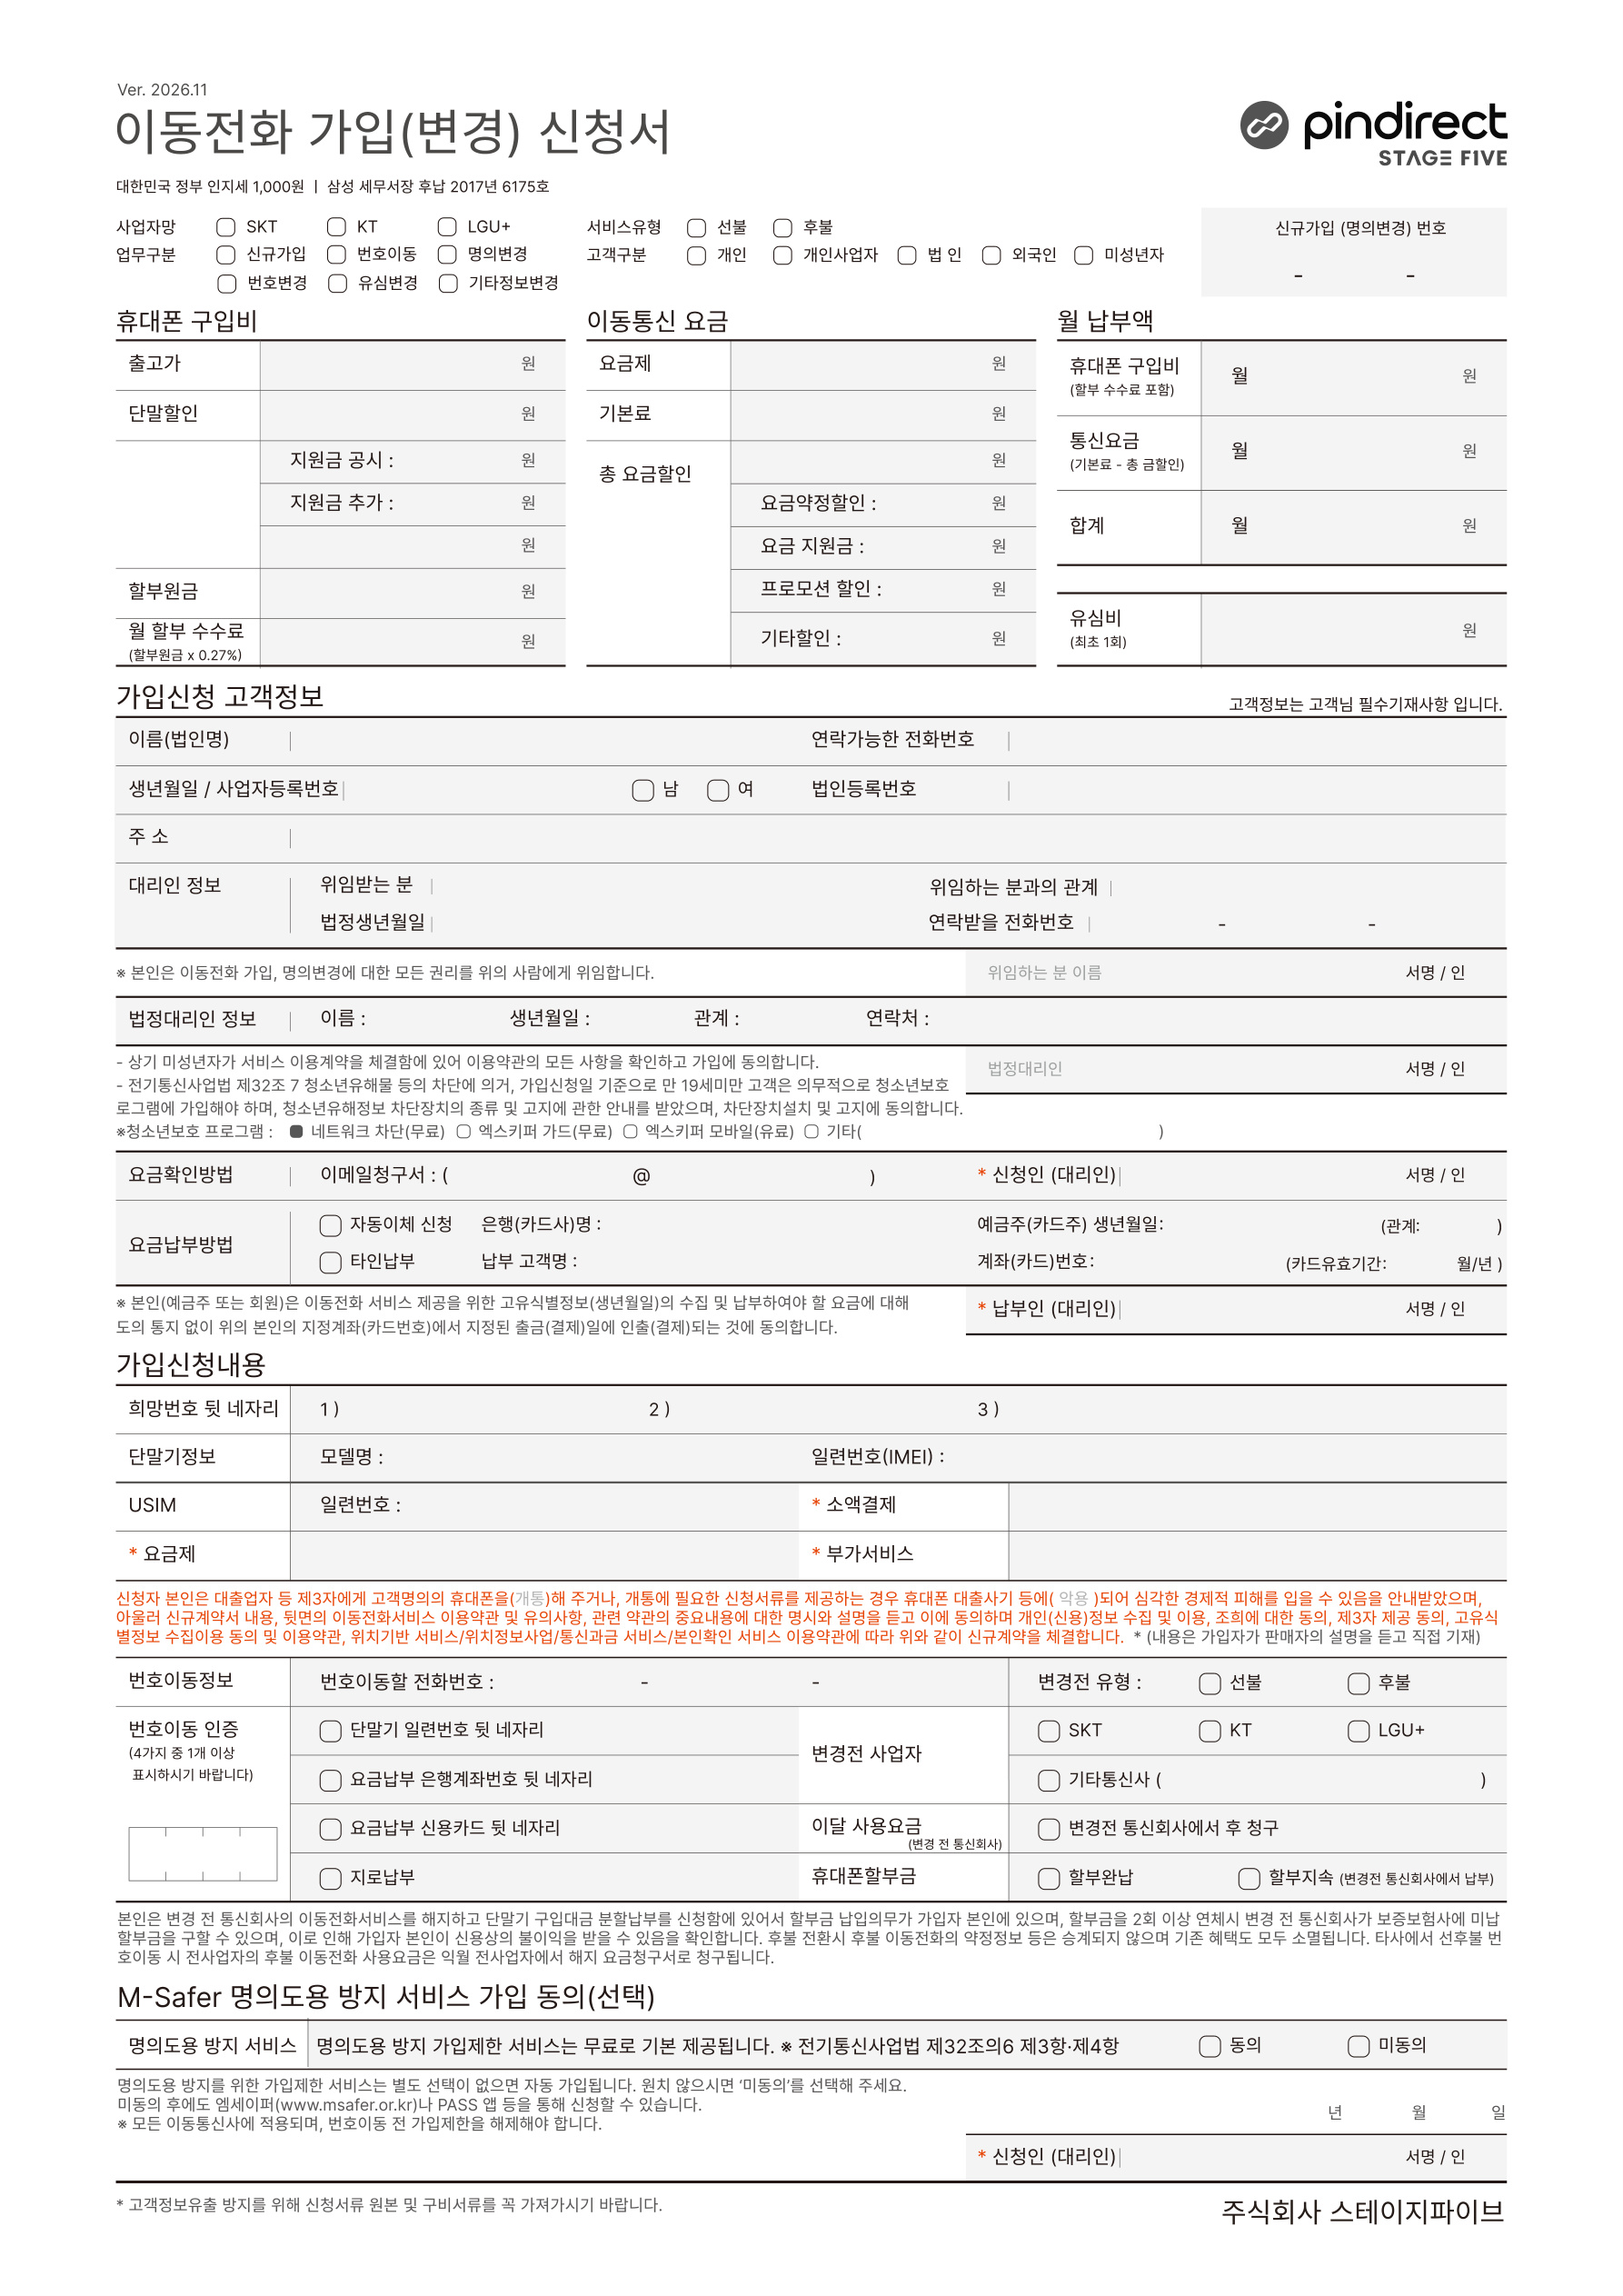 Ver. 2026.11
이동전화 가입(변경) 신청서
pindirect
STAGE FIVE
대한민국 정부 인지세 1,000원 | 삼성 세무서장 후납 2017년 6175호
사업자망 SKT KT LGU+ 서비스유형 선불 후불
업무구분 신규가입 번호이동 명의변경 고객구분 개인 개인사업자 법 인 외국인 미성년자
번호변경 유심변경 기타정보변경
신규가입 (명의변경) 번호
- -
휴대폰 구입비
출고가 원
단말할인 원
지원금 공시 : 원
지원금 추가 : 원
원
할부원금 원
월 할부 수수료 원
(할부원금 x 0.27%)
이동통신 요금
요금제 원
기본료 원
총 요금할인 원
요금약정할인 : 원
요금 지원금 : 원
프로모션 할인 : 원
기타할인 : 원
월 납부액
휴대폰 구입비 월 원
(할부 수수료 포함)
통신요금 월 원
(기본료 - 총 금할인)
합계 월 원
유심비 원
(최초 1회)
가입신청 고객정보
고객정보는 고객님 필수기재사항 입니다.
이름(법인명) 연락가능한 전화번호
생년월일 / 사업자등록번호 남 여 법인등록번호
주 소
대리인 정보 위임받는 분 위임하는 분과의 관계
법정생년월일 연락받을 전화번호 - -
※ 본인은 이동전화 가입, 명의변경에 대한 모든 권리를 위의 사람에게 위임합니다. 위임하는 분 이름 서명 / 인
법정대리인 정보 이름 : 생년월일 : 관계 : 연락처 :
- 상기 미성년자가 서비스 이용계약을 체결함에 있어 이용약관의 모든 사항을 확인하고 가입에 동의합니다.
법정대리인 서명 / 인
- 전기통신사업법 제32조 7 청소년유해물 등의 차단에 의거, 가입신청일 기준으로 만 19세미만 고객은 의무적으로 청소년보호
로그램에 가입해야 하며, 청소년유해정보 차단장치의 종류 및 고지에 관한 안내를 받았으며, 차단장치설치 및 고지에 동의합니다.
※청소년보호 프로그램 : 네트워크 차단(무료) 엑스키퍼 가드(무료) 엑스키퍼 모바일(유료) 기타( )
요금확인방법 이메일청구서 : ( @ ) * 신청인 (대리인) 서명 / 인
요금납부방법
자동이체 신청 은행(카드사)명 : 예금주(카드주) 생년월일: (관계: )
타인납부 납부 고객명 : 계좌(카드)번호: (카드유효기간: 월/년 )
※ 본인(예금주 또는 회원)은 이동전화 서비스 제공을 위한 고유식별정보(생년월일)의 수집 및 납부하여야 할 요금에 대해
도의 통지 없이 위의 본인의 지정계좌(카드번호)에서 지정된 출금(결제)일에 인출(결제)되는 것에 동의합니다.
* 납부인 (대리인) 서명 / 인
가입신청내용
희망번호 뒷 네자리 1 ) 2 ) 3 )
단말기정보 모델명 : 일련번호(IMEI) :
USIM 일련번호 : * 소액결제
* 요금제 * 부가서비스
신청자 본인은 대출업자 등 제3자에게 고객명의의 휴대폰을(개통)해 주거나, 개통에 필요한 신청서류를 제공하는 경우 휴대폰 대출사기 등에( 악용 )되어 심각한 경제적 피해를 입을 수 있음을 안내받았으며,
아울러 신규계약서 내용, 뒷면의 이동전화서비스 이용약관 및 유의사항, 관련 약관의 중요내용에 대한 명시와 설명을 듣고 이에 동의하며 개인(신용)정보 수집 및 이용, 조희에 대한 동의, 제3자 제공 동의, 고유식
별정보 수집이용 동의 및 이용약관, 위치기반 서비스/위치정보사업/통신과금 서비스/본인확인 서비스 이용약관에 따라 위와 같이 신규계약을 체결합니다. * (내용은 가입자가 판매자의 설명을 듣고 직접 기재)
번호이동정보 번호이동할 전화번호 : - - 변경전 유형 : 선불 후불
번호이동 인증
(4가지 중 1개 이상
표시하시기 바랍니다)
단말기 일련번호 뒷 네자리
요금납부 은행계좌번호 뒷 네자리
요금납부 신용카드 뒷 네자리
지로납부
변경전 사업자 SKT KT LGU+
기타통신사 ( )
이달 사용요금 변경전 통신회사에서 후 청구
(변경 전 통신회사)
휴대폰할부금 할부완납 할부지속 (변경전 통신회사에서 납부)
본인은 변경 전 통신회사의 이동전화서비스를 해지하고 단말기 구입대금 분할납부를 신청함에 있어서 할부금 납입의무가 가입자 본인에 있으며, 할부금을 2회 이상 연체시 변경 전 통신회사가 보증보험사에 미납
할부금을 구할 수 있으며, 이로 인해 가입자 본인이 신용상의 불이익을 받을 수 있음을 확인합니다. 후불 전환시 후불 이동전화의 약정정보 등은 승계되지 않으며 기존 혜택도 모두 소멸됩니다. 타사에서 선후불 번
호이동 시 전사업자의 후불 이동전화 사용요금은 익월 전사업자에서 해지 요금청구서로 청구됩니다.
M-Safer 명의도용 방지 서비스 가입 동의(선택)
명의도용 방지 서비스 명의도용 방지 가입제한 서비스는 무료로 기본 제공됩니다. ※ 전기통신사업법 제32조의6 제3항·제4항 동의 미동의
명의도용 방지를 위한 가입제한 서비스는 별도 선택이 없으면 자동 가입됩니다. 원치 않으시면 ‘미동의’를 선택해 주세요.
미동의 후에도 엠세이퍼(www.msafer.or.kr)나 PASS 앱 등을 통해 신청할 수 있습니다.
※ 모든 이동통신사에 적용되며, 번호이동 전 가입제한을 해제해야 합니다.
년 월 일
* 신청인 (대리인) 서명 / 인
* 고객정보유출 방지를 위해 신청서류 원본 및 구비서류를 꼭 가져가시기 바랍니다.
주식회사 스테이지파이브